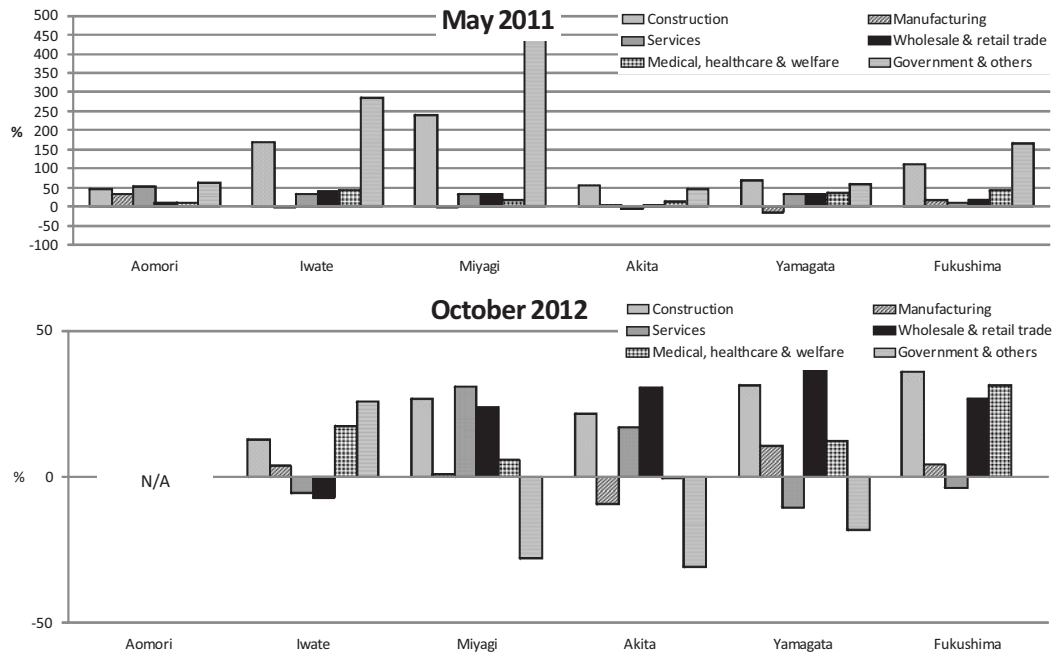 May 2011
Construction Manufacturing
Services Wholesale & retail trade
Medical, healthcare & welfare Government & others
500
450
400
350
300
250
200
150
100
50
0
-50
-100
%
Aomori Iwate Miyagi Akita Yamagata Fukushima
October 2012
Construction Manufacturing
Services Wholesale & retail trade
Medical, healthcare & welfare Government & others
50
% 0
-50
N/A
Aomori Iwate Miyagi Akita Yamagata Fukushima